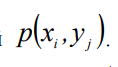 p(xᵢ, yⱼ).